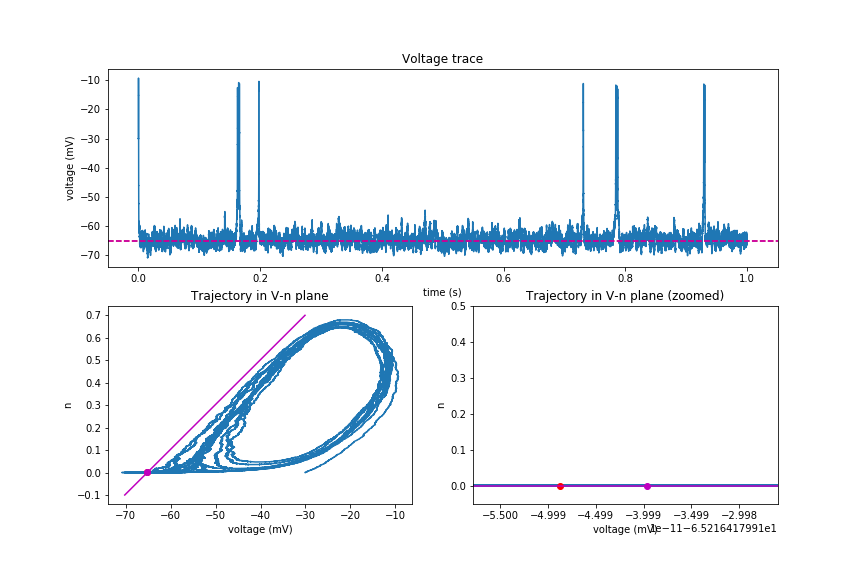 Voltage trace
voltage (mV)
−10
−20
−30
−40
−50
−60
−70
0.0 0.2 0.4 0.6 0.8 1.0
time (s)
Trajectory in V-n plane
n
0.7
0.6
0.5
0.4
0.3
0.2
0.1
0.0
−0.1
−70 −60 −50 −40 −30 −20 −10
voltage (mV)
Trajectory in V-n plane (zoomed)
n
0.5
0.4
0.3
0.2
0.1
0.0
−5.500 −4.999 −4.499 −3.999 −3.499 −2.998
voltage (mV)
1e−11−6.5216417991e1